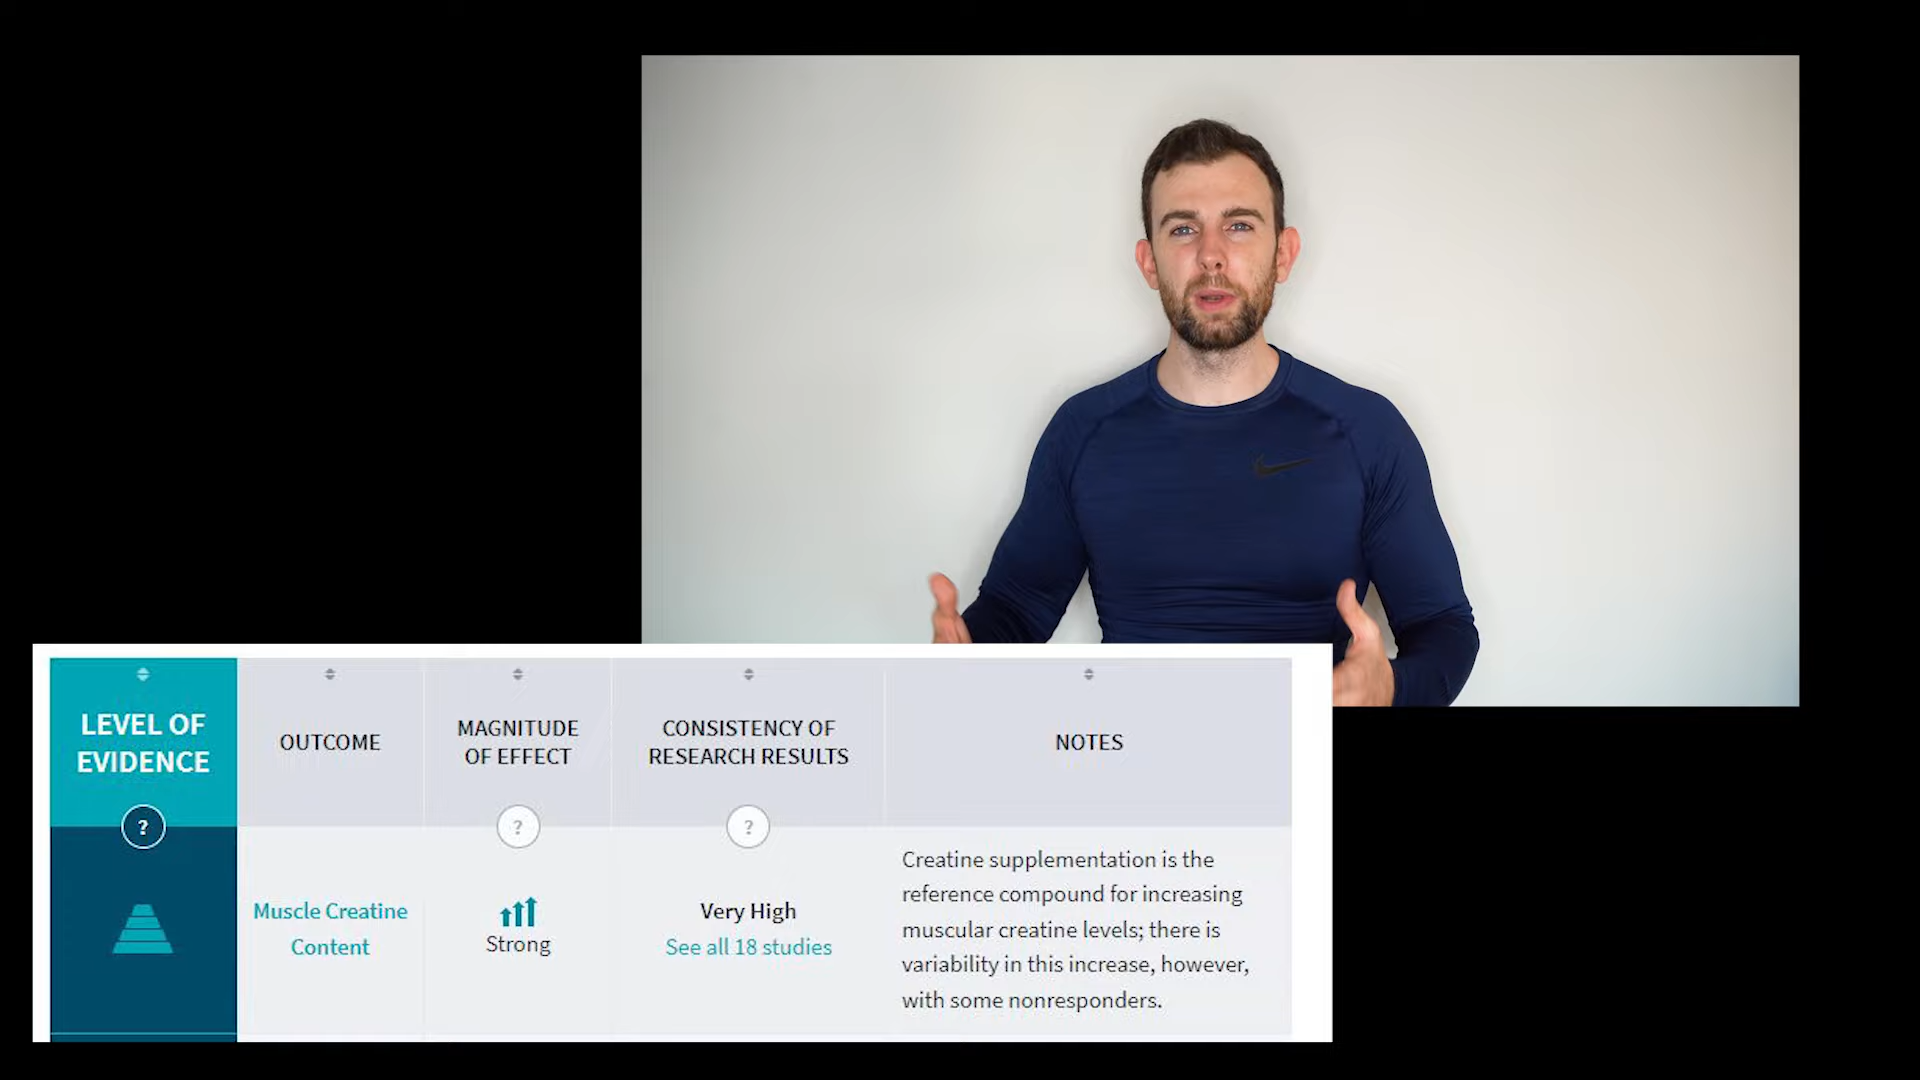 LEVEL OF
EVIDENCE
?
OUTCOME
MAGNITUDE
OF EFFECT
?
CONSISTENCY OF
RESEARCH RESULTS
?
NOTES
Muscle Creatine
Content
Strong
Very High
See all 18 studies
Creatine supplementation is the
reference compound for increasing
muscular creatine levels; there is
variability in this increase, however,
with some nonresponders.